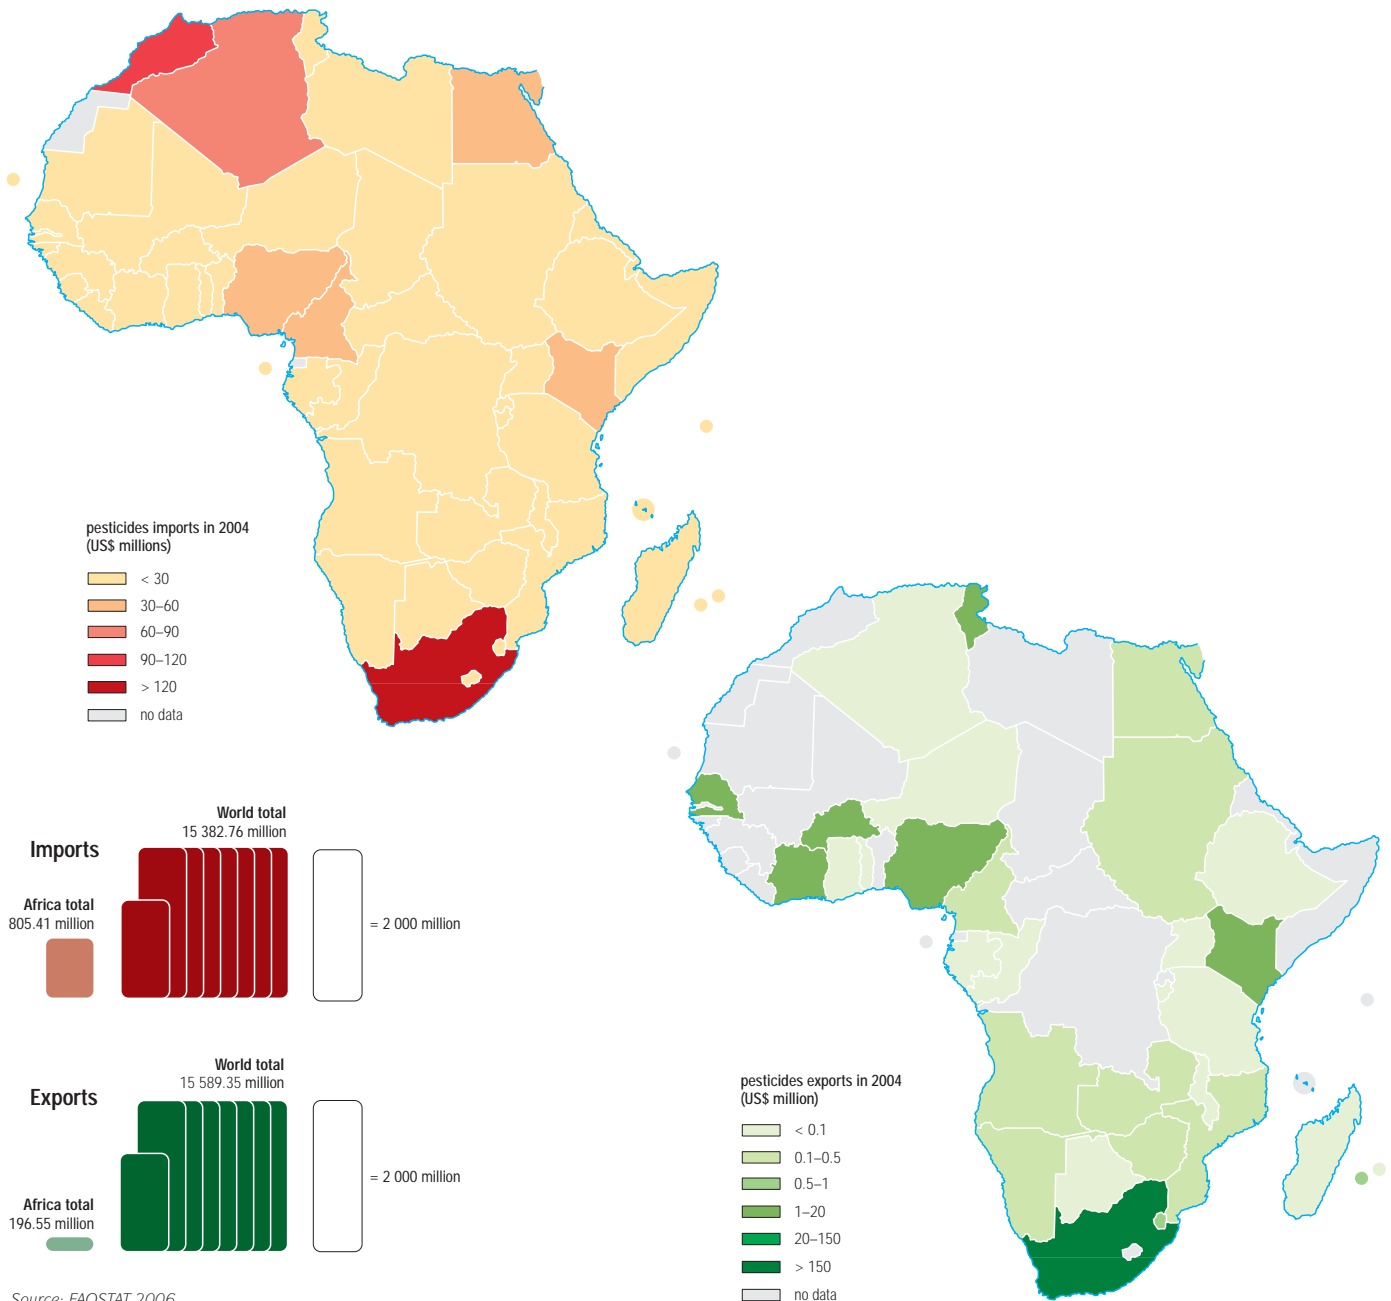 pesticides imports in 2004
(US$ millions)
< 30
30–60
60–90
90–120
> 120
no data
World total
15 382.76 million
Imports
Africa total
805.41 million
= 2 000 million
World total
15 589.35 million
Exports
Africa total
196.55 million
= 2 000 million
Source: FAOSTAT 2006
pesticides exports in 2004
(US$ million)
< 0.1
0.1–0.5
0.5–1
1–20
20–150
> 150
no data